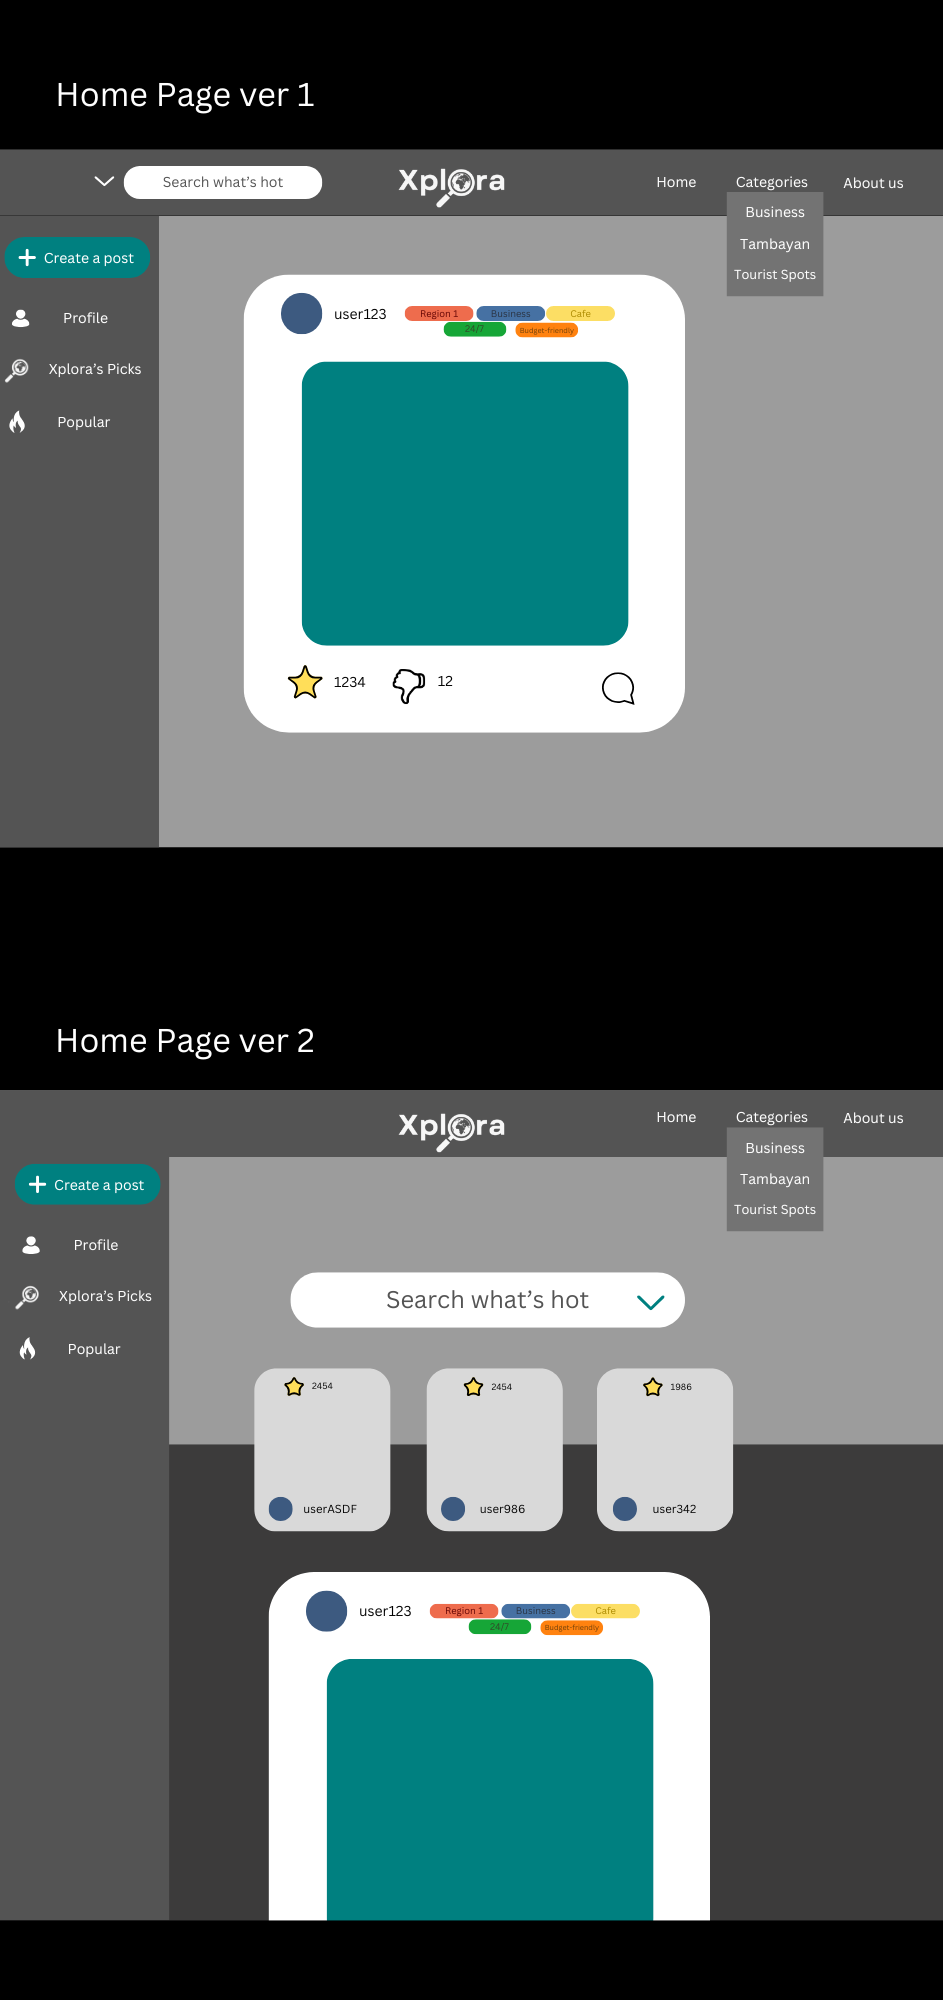 Home Page ver 1
Search what's hot
Xplora
Home
Categories
About us
Business
Tambayan
Tourist Spots
Create a post
Profile
Xplora's Picks
Popular
user123
Region 1
Business
Cafe
24/7
Budget-friendly
1234
12
Home Page ver 2
Xplora
Home
Categories
About us
Business
Tambayan
Tourist Spots
Create a post
Profile
Xplora's Picks
Popular
Search what's hot
2454
2454
1986
userASDF
user986
user342
user123
Region 1
Business
Cafe
24/7
Budget-friendly